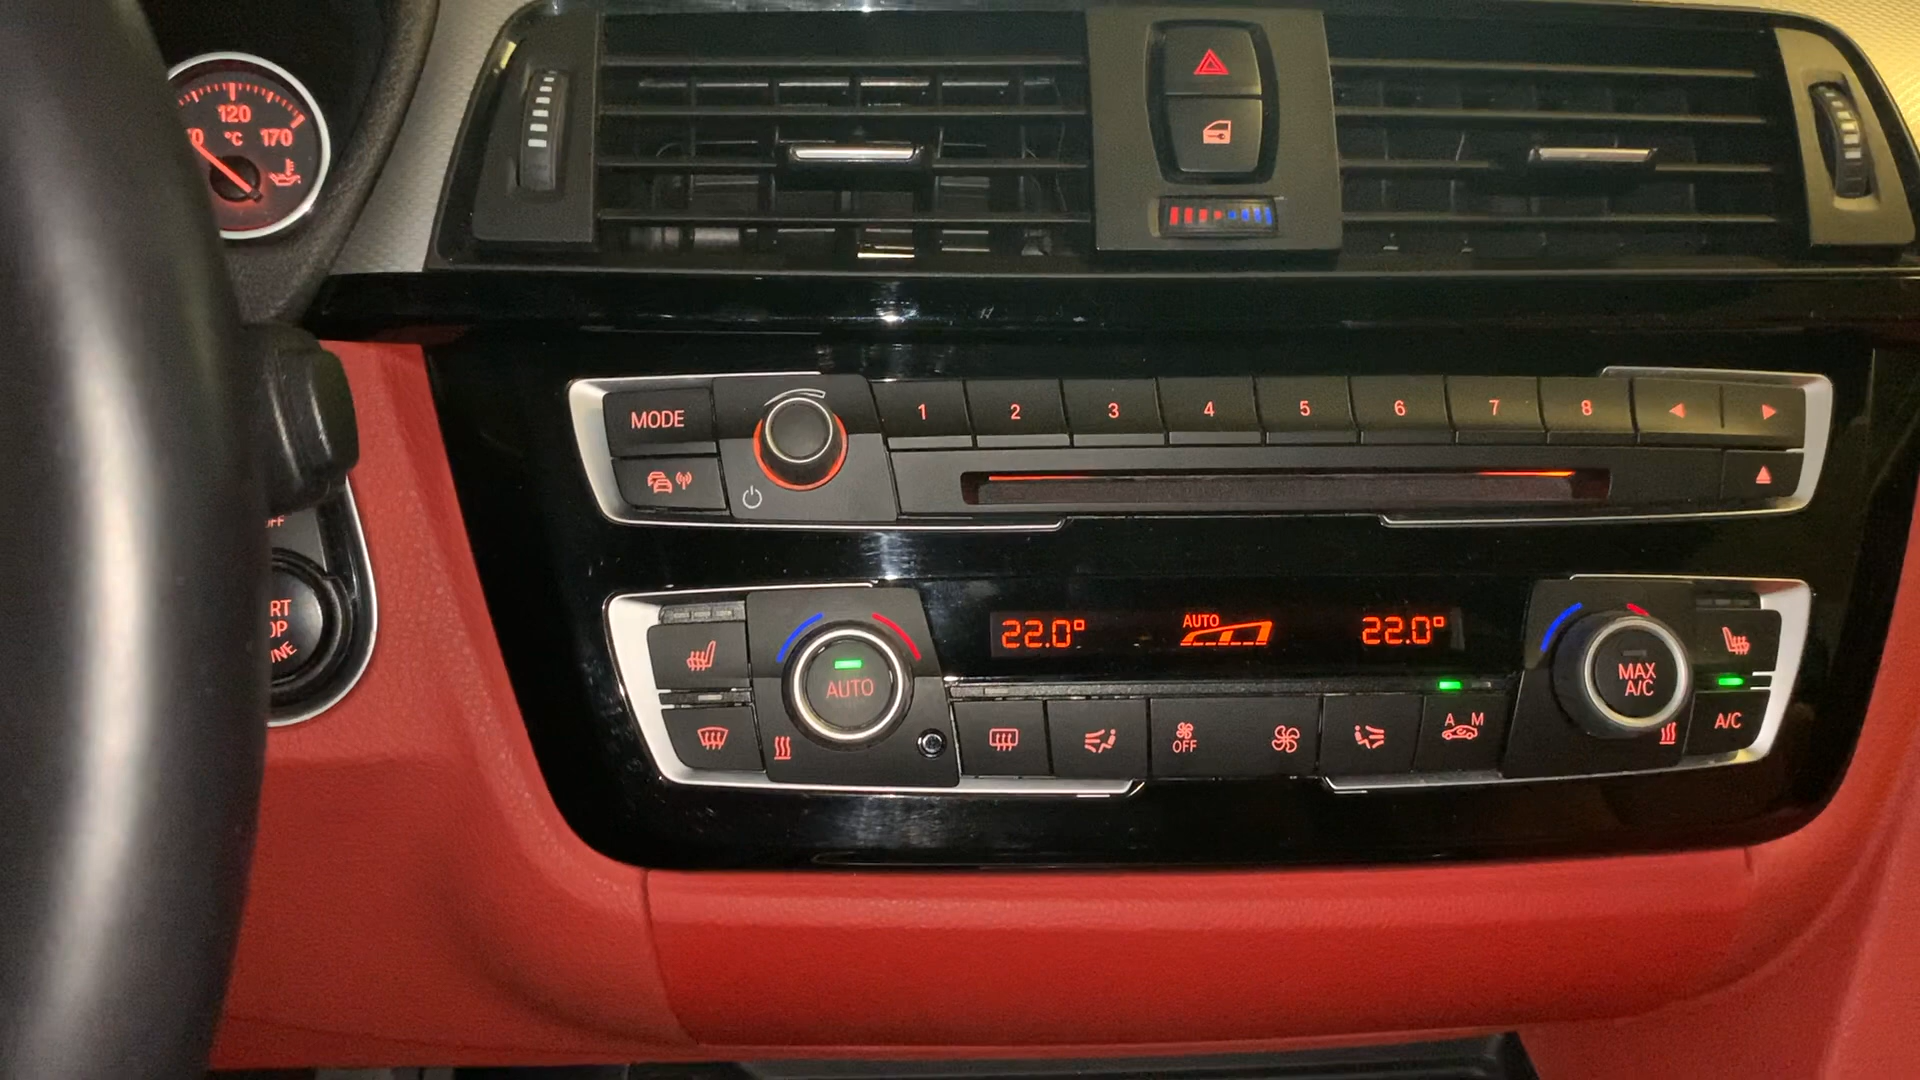 120
°C 170
MODE
1 2 3 4 5 6 7 8
22.0° AUTO 22.0°
AUTO
MAX
A/C
OFF
A M
A/C